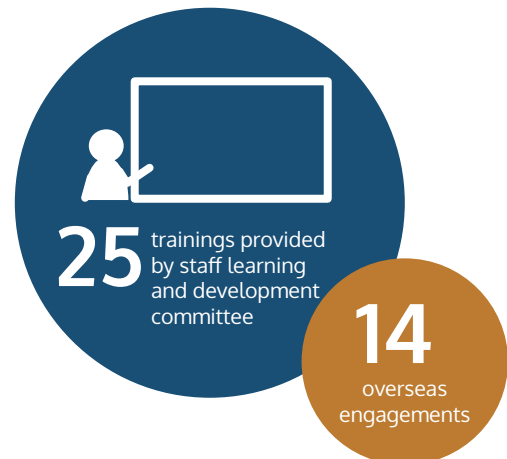 25
trainings provided
by staff learning
and development
committee
14
overseas
engagements